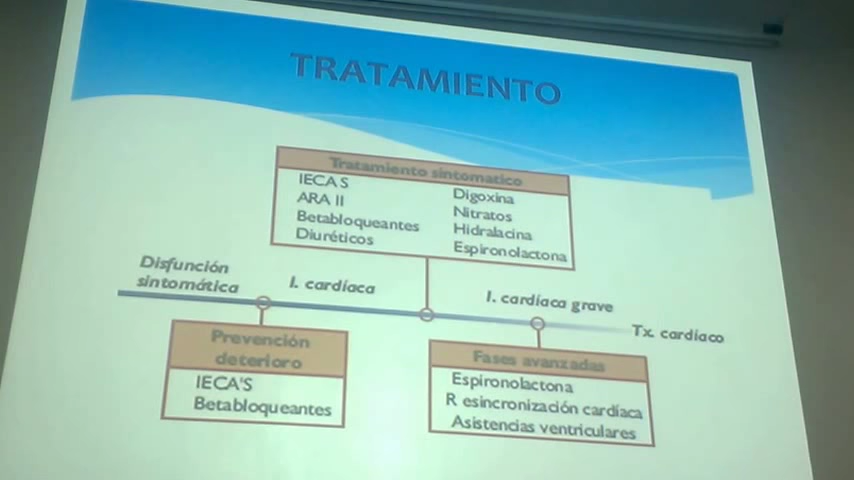 TRATAMIENTO
Tratamiento sintomatico
IECAS
ARA II
Betabloqueantes
Diuréticos
Digoxina
Nitratos
Hidralacina
Espironolactona
Disfunción
sintomática
I. cardíaca
I. cardíaca grave
Tx. cardíaco
Prevención
deterioro
IECA'S
Betabloqueantes
Fases avanzadas
Espironolactona
R esincronización cardíaca
Asistencias ventriculares